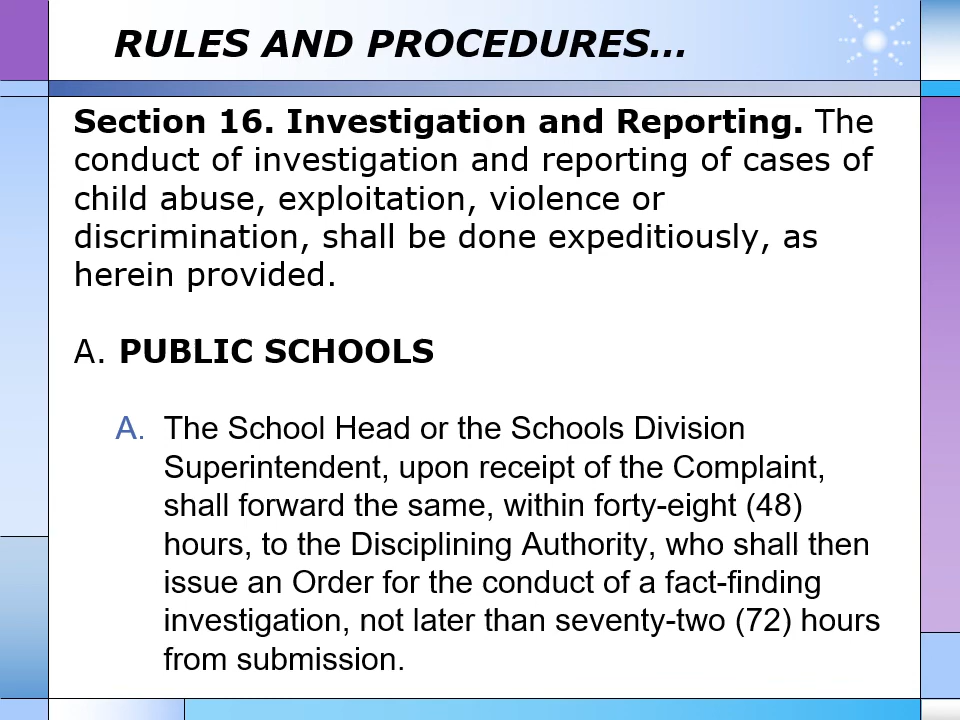 RULES AND PROCEDURES…
Section 16. Investigation and Reporting. The
conduct of investigation and reporting of cases of
child abuse, exploitation, violence or
discrimination, shall be done expeditiously, as
herein provided.
A. PUBLIC SCHOOLS
A. The School Head or the Schools Division
Superintendent, upon receipt of the Complaint,
shall forward the same, within forty-eight (48)
hours, to the Disciplining Authority, who shall then
issue an Order for the conduct of a fact-finding
investigation, not later than seventy-two (72) hours
from submission.